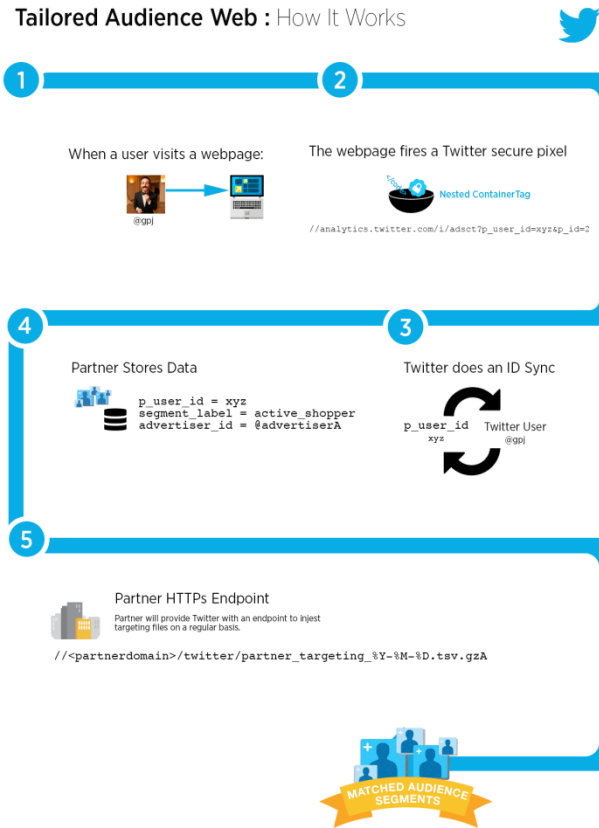 Tailored Audience Web : How It Works
1
2
When a user visits a webpage:
@gpj
The webpage fires a Twitter secure pixel
Nested ContainerTag
//analytics.twitter.com/i/adsct?p_user_id=xyz&p_id=2
4
3
Partner Stores Data
p_user_id = xyz
segment_label = active_shopper
advertiser_id = @advertiserA
Twitter does an ID Sync
p_user_id
xyz
Twitter User
@gpj
5
Partner HTTPs Endpoint
Partner will provide Twitter with an endpoint to injest
targeting files on a regular basis.
//<partnerdomain>/twitter/partner_targeting_%Y-%M-%D.tsv.gzA
MATCHED AUDIENCE
SEGMENTS